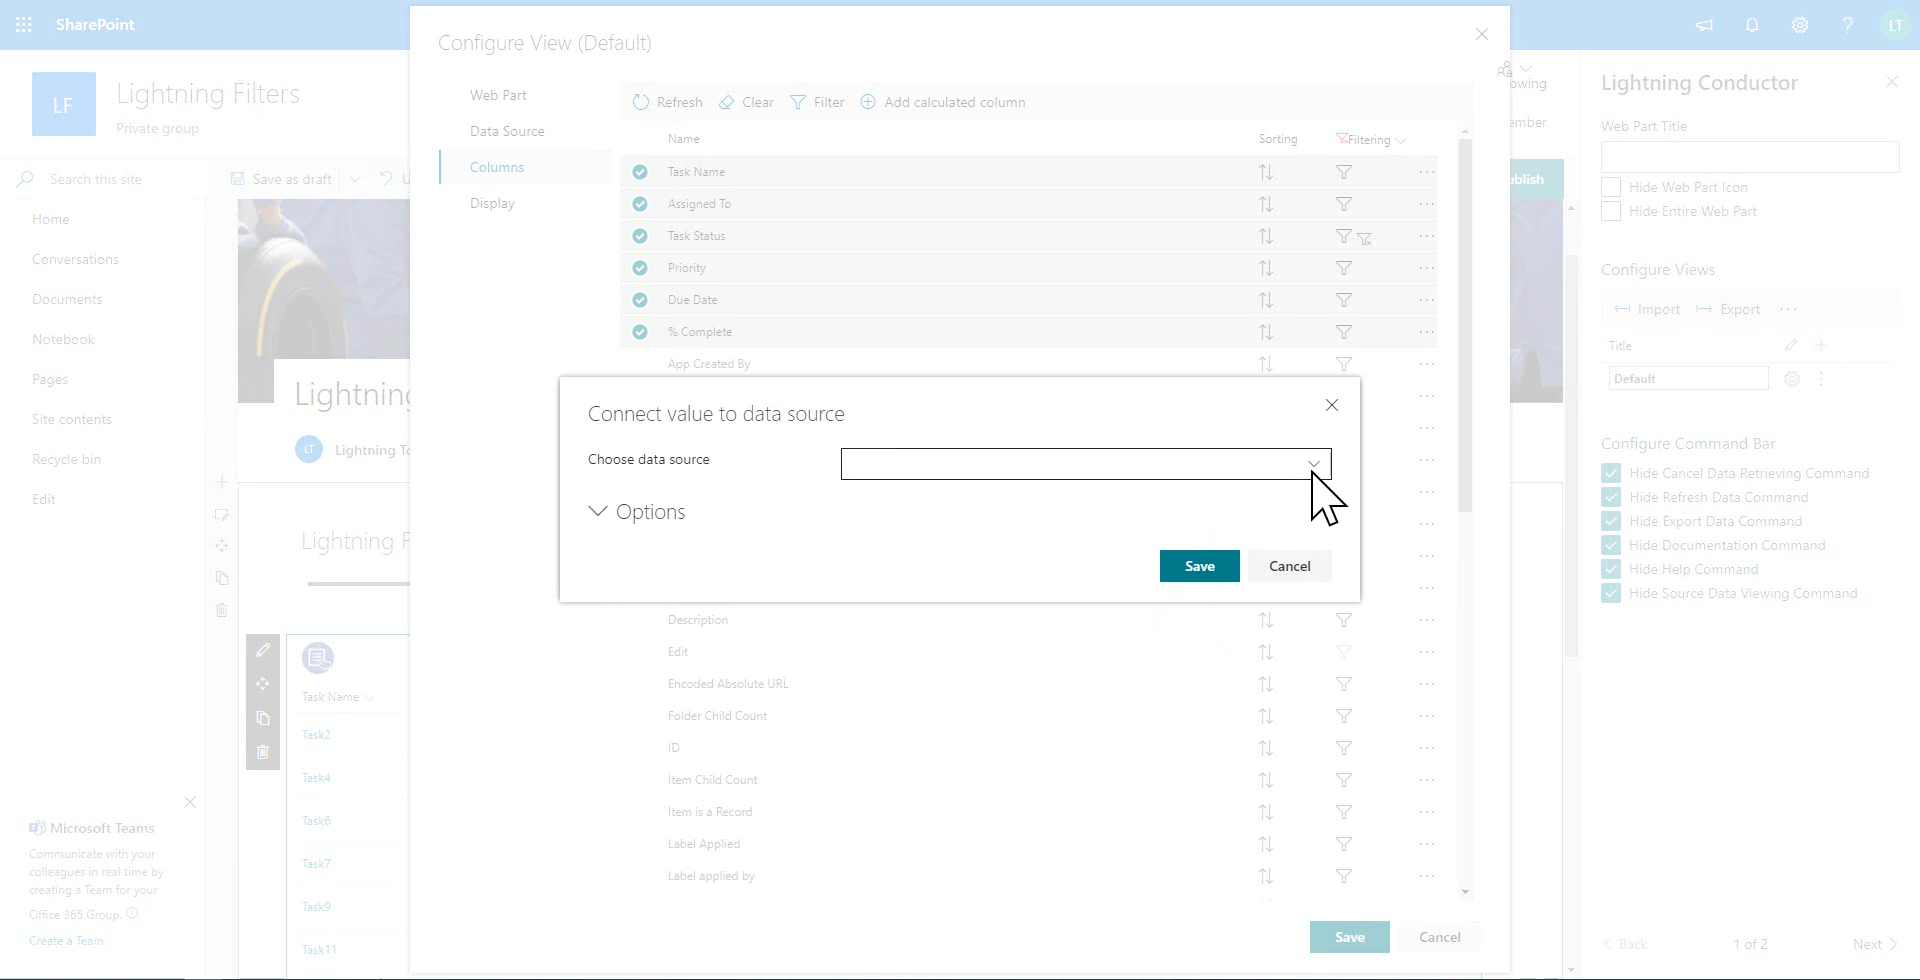 SharePoint
LT
LF
Lightning Filters
Private group
Search this site
Home
Conversations
Documents
Notebook
Pages
Site contents
Recycle bin
Edit
Microsoft Teams
Communicate with your
colleagues in real time by
creating a Team for your
Office 365 Group.
Create a Team
Save as draft
U
Lightning
LT
Lightning To
Lightning F
Task Name
Task2
Task4
Task6
Task7
Task9
Task11
Configure View (Default)
Web Part
Data Source
Columns
Display
Refresh
Clear
Filter
Add calculated column
Name
Sorting
Filtering
Task Name
Assigned To
Task Status
Priority
Due Date
% Complete
App Created By
Connect value to data source
Choose data source
Options
Save
Cancel
Description
Edit
Encoded Absolute URL
Folder Child Count
ID
Item Child Count
Item is a Record
Label Applied
Label applied by
Save
Cancel
owing
ember
blish
Lightning Conductor
Web Part Title
Hide Web Part Icon
Hide Entire Web Part
Configure Views
Import
Export
Title
Default
Configure Command Bar
Hide Cancel Data Retrieving Command
Hide Refresh Data Command
Hide Export Data Command
Hide Documentation Command
Hide Help Command
Hide Source Data Viewing Command
Back
1 of 2
Next